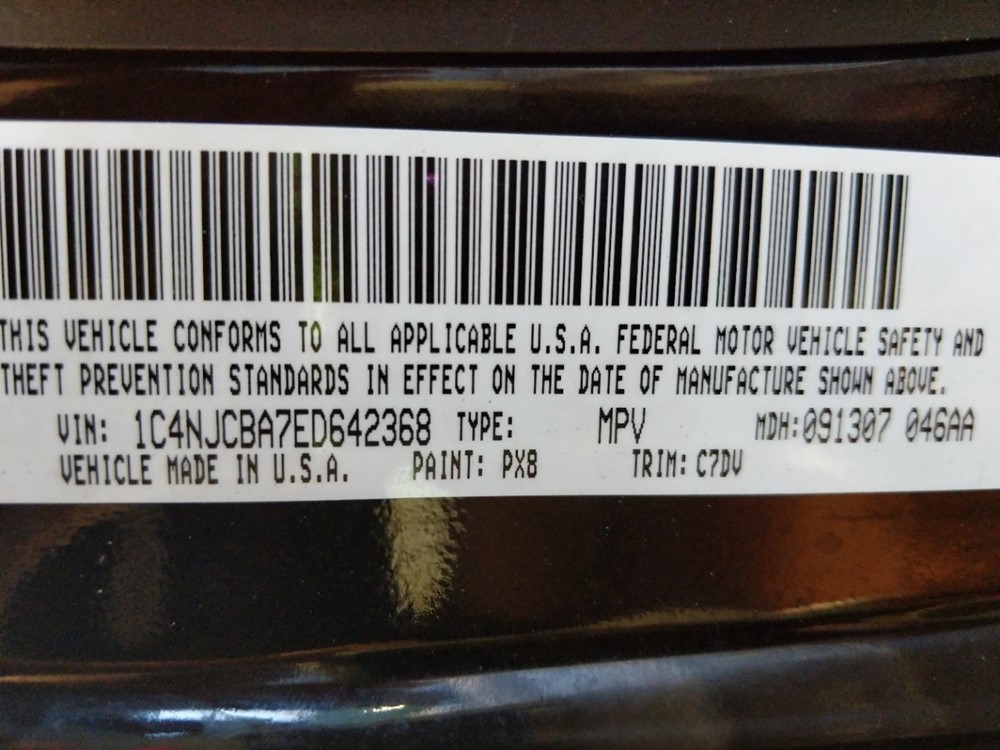 THIS VEHICLE CONFORMS TO ALL APPLICABLE U.S.A. FEDERAL MOTOR VEHICLE SAFETY AND
THEFT PREVENTION STANDARDS IN EFFECT ON THE DATE OF MANUFACTURE SHOWN ABOVE.
VIN: 1C4NJCBA7ED642368 TYPE: MPV MDH:091307 046AA
VEHICLE MADE IN U.S.A. PAINT: PX8 TRIM: C7DV